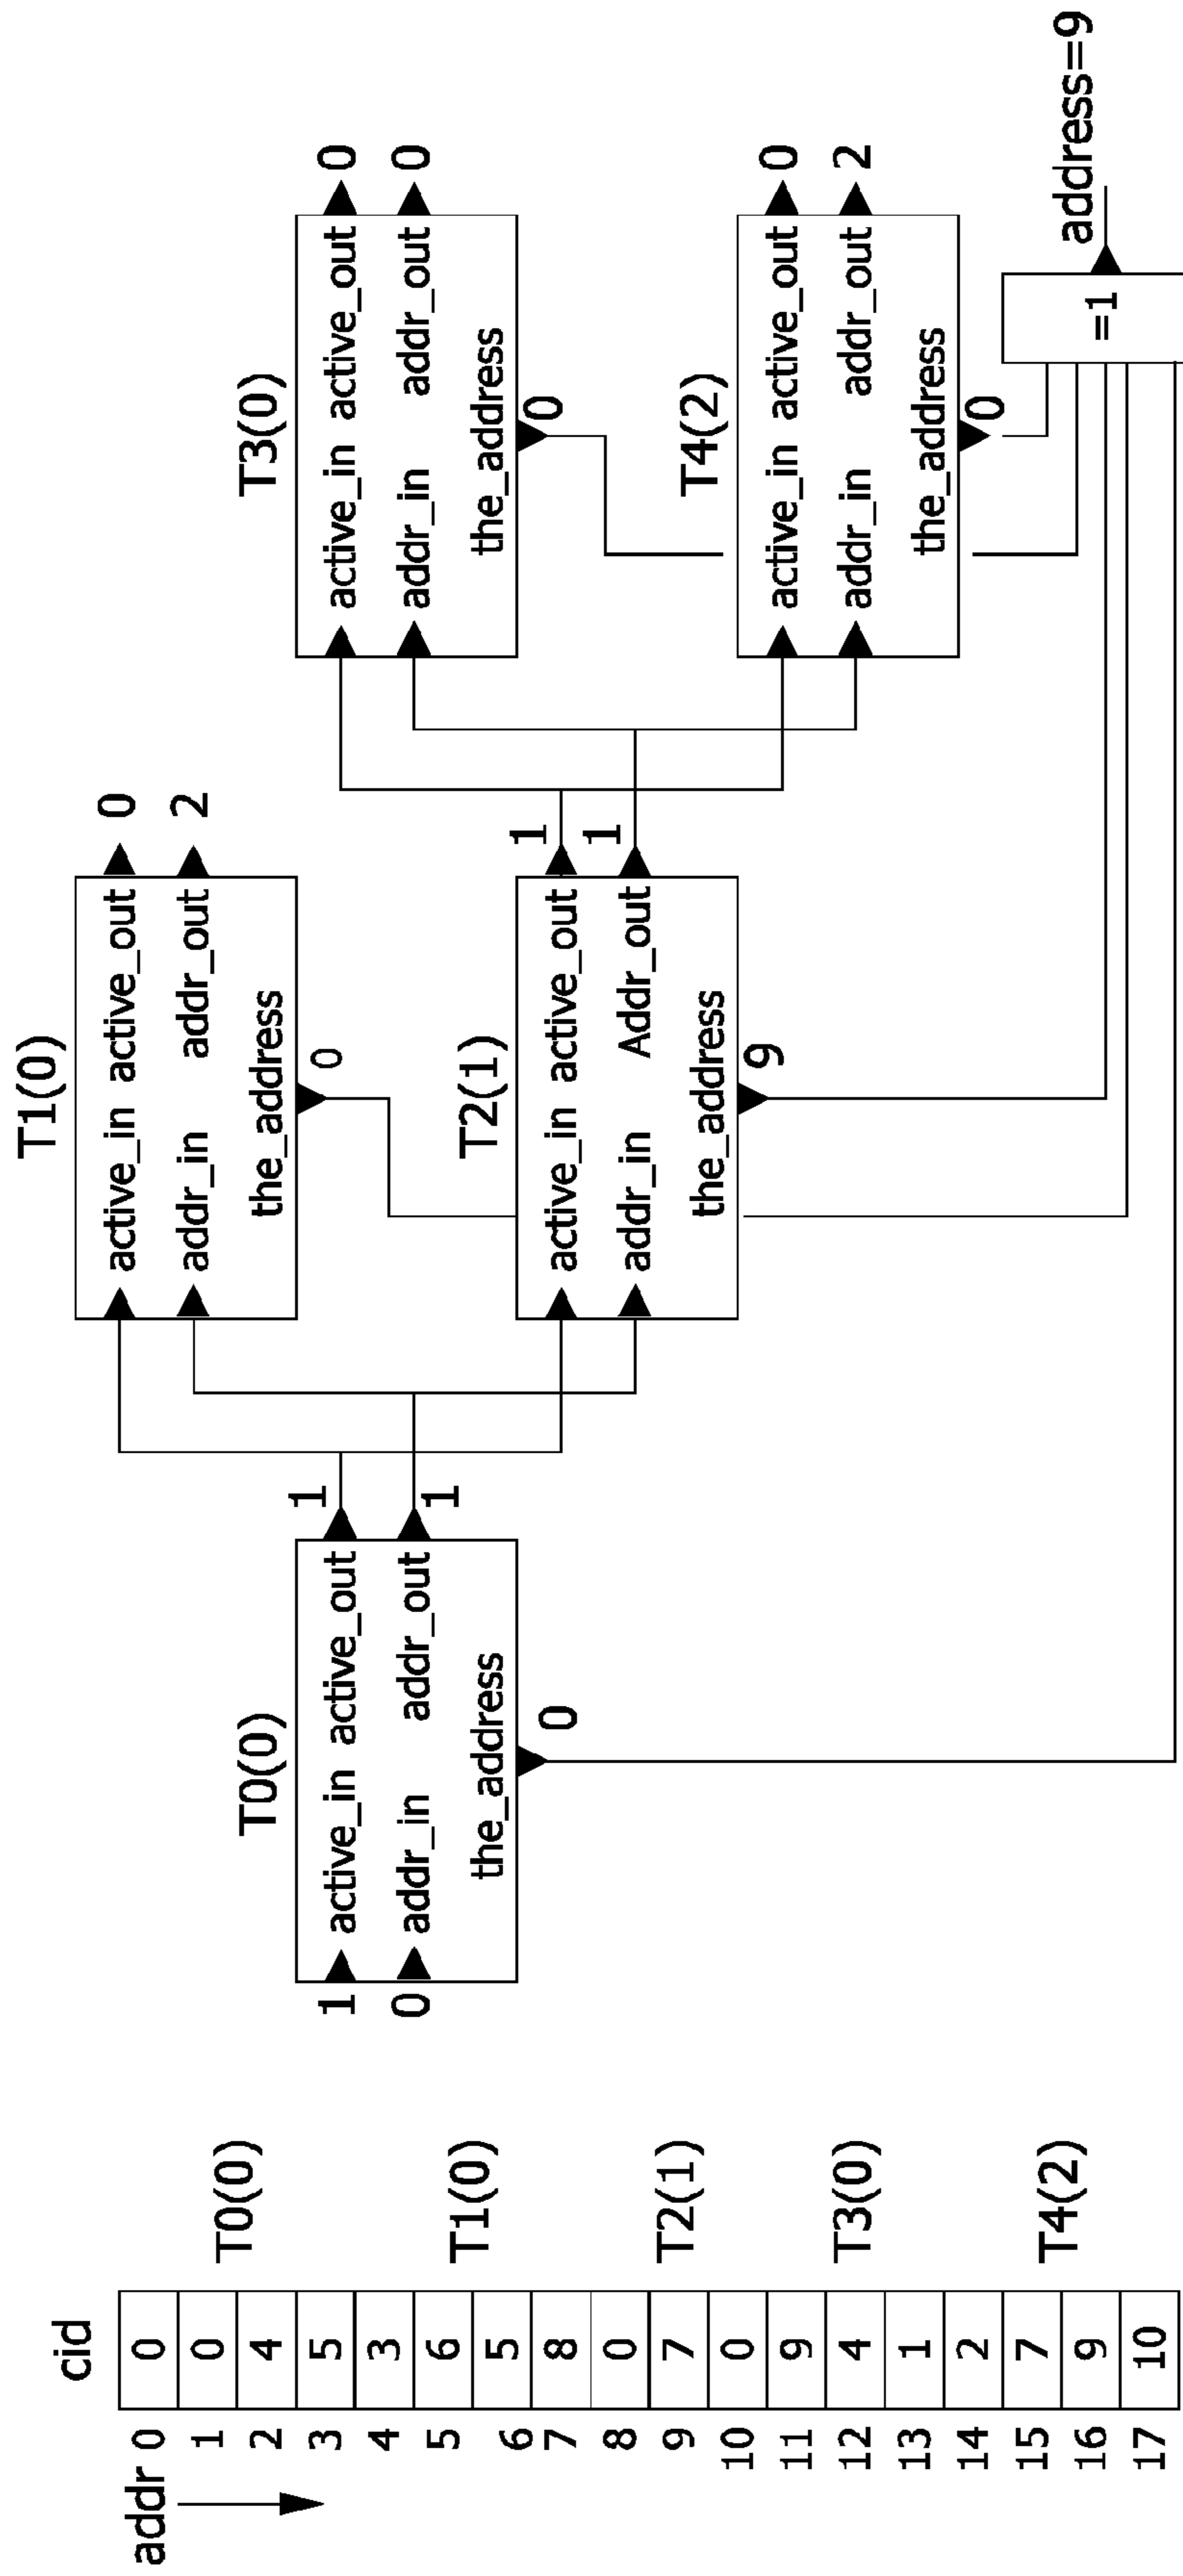 cid
addr 0 0
1 0
2 4
3 5
4 3
5 6
6 5
7 8
8 0
9 7
10 0
11 9
12 4
13 1
14 2
15 7
16 9
17 10
T0(0)
T1(0)
T2(1)
T3(0)
T4(2)
T0(0)
1 active_in active_out 1
0 addr_in addr_out 1
the_address
0
T1(0)
active_in active_out 0
addr_in addr_out 2
the_address
0
T2(1)
active_in active_out 1
addr_in Addr_out 1
the_address
9
T3(0)
active_in active_out 0
addr_in addr_out 0
the_address
0
T4(2)
active_in active_out 0
addr_in addr_out 2
the_address
0
=1
address=9